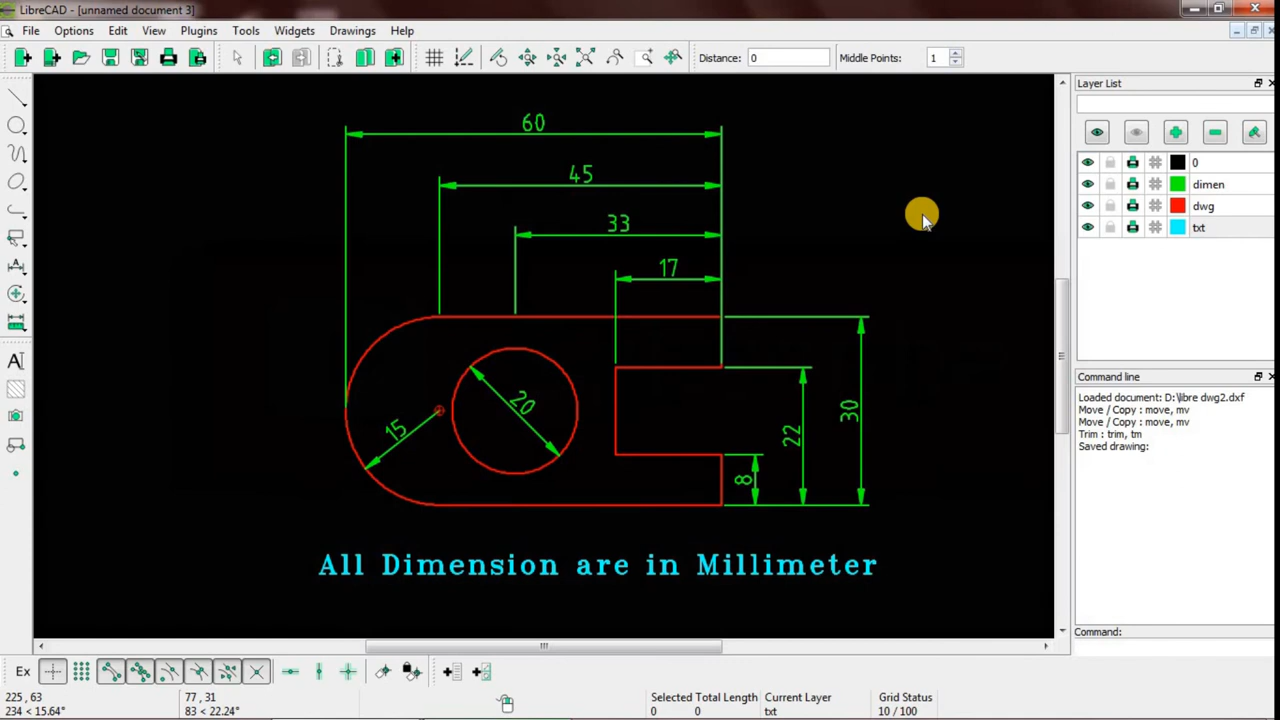 LibreCAD - [unnamed document 3]
File Options Edit View Plugins Tools Widgets Drawings Help
Distance: 0 Middle Points: 1
Layer List
0
dimen
dwg
txt
60
45
33
17
20
15
30
22
8
All Dimension are in Millimeter
Command line
Loaded document: D:\libre dwg2.dxf
Move / Copy : move, mv
Move / Copy : move, mv
Trim : trim, tm
Saved drawing:
Command:
Ex
225 , 63
234 < 15.64°
77 , 31
83 < 22.24°
Selected Total Length
0 0
Current Layer
txt
Grid Status
10 / 100